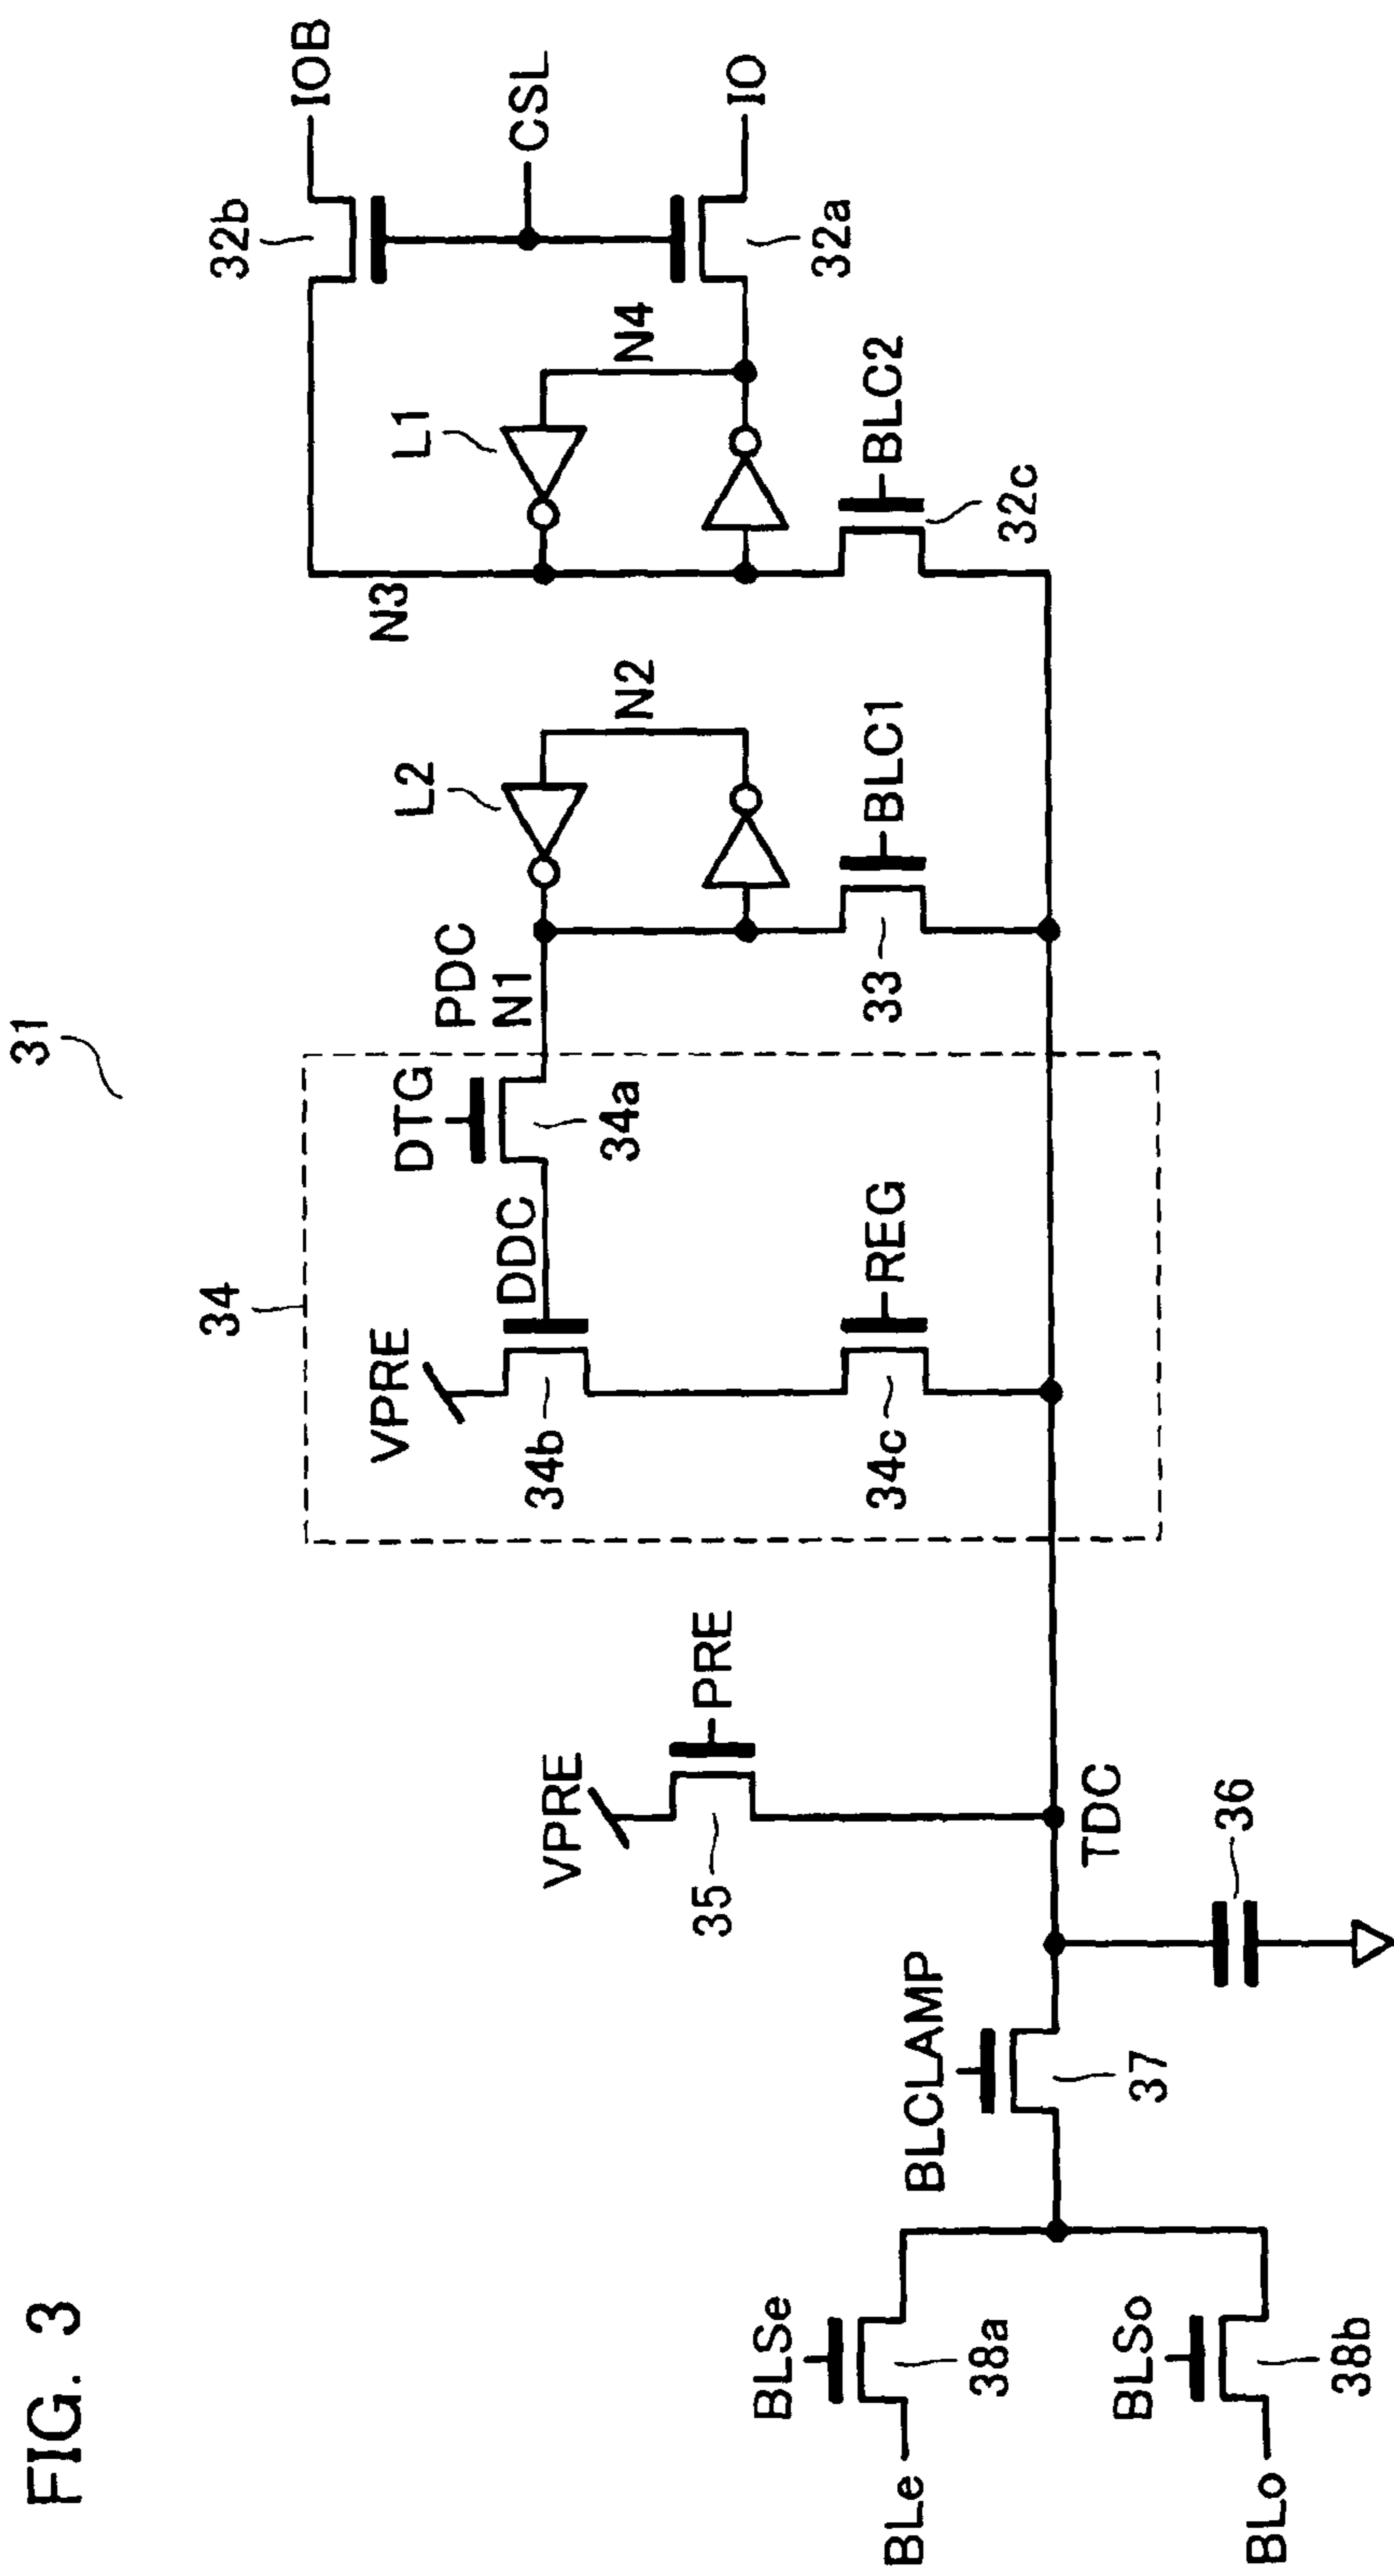 FIG. 3
31
34
VPRE
DTG
PDC
N1
DDC
34a
34b
REG
34c
L2
N2
BLC1
33
N3
L1
N4
32b
IOB
CSL
IO
32a
BLC2
32c
VPRE
PRE
35
TDC
36
BLCLAMP
37
BLSe
BLe
38a
BLSo
BLo
38b